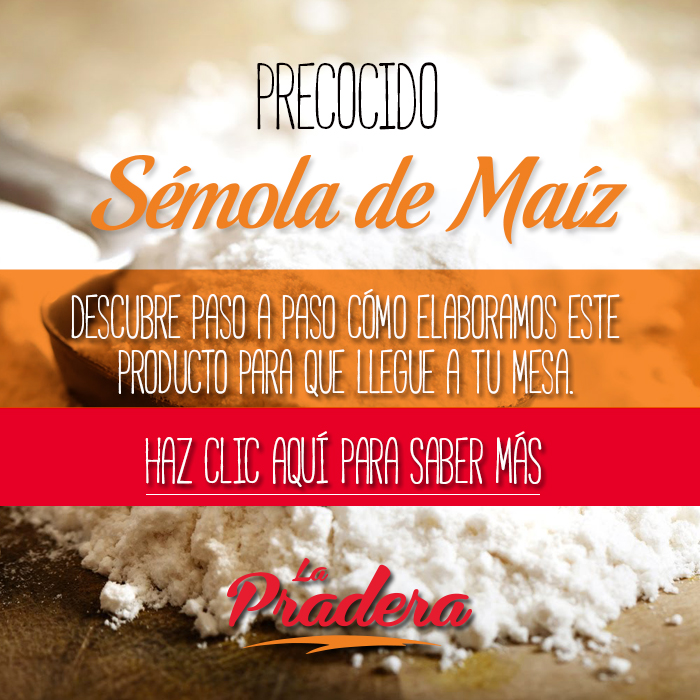 PRECOCIDO
Sémola de Maíz
DESCUBRE PASO A PASO CÓMO ELABORAMOS ESTE
PRODUCTO PARA QUE LLEGUE A TU MESA.
HAZ CLIC AQUÍ PARA SABER MÁS
La
Pradera